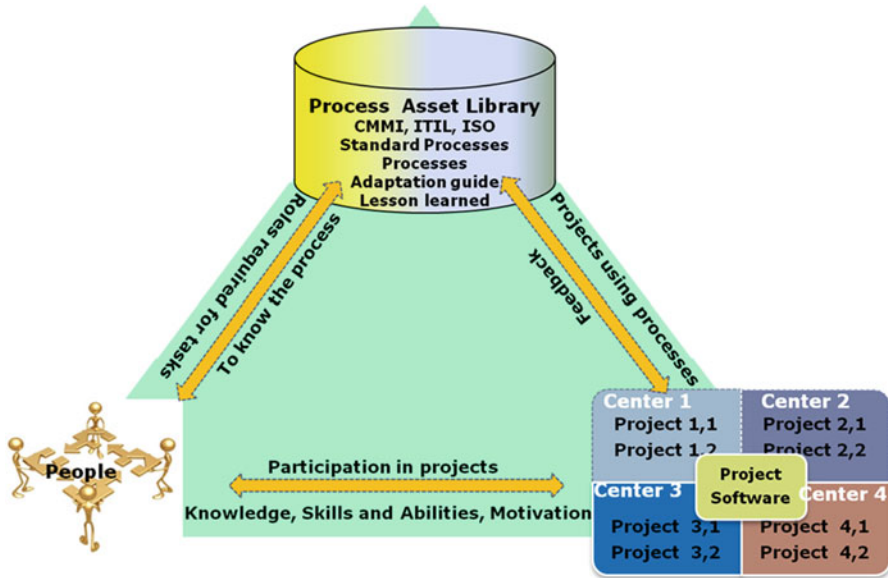 Process Asset Library
CMMI, ITIL, ISO
Standard Processes
Processes
Adaptation guide
Lesson learned
Roles required for tasks
To know the process
Projects using processes
Feedback
People
Participation in projects
Knowledge, Skills and Abilities, Motivation
Center 1
Project 1,1
Project 1,2
Center 2
Project 2,1
Project 2,2
Project
Software
Center 3
Project 3,1
Project 3,2
Center 4
Project 4,1
Project 4,2